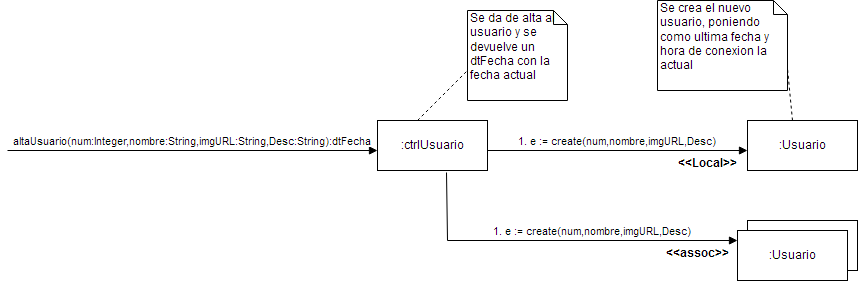 Se da de alta a
usuario y se
devuelve un
dtFecha con la
fecha actual
Se crea el nuevo
usuario, poniendo
como ultima fecha y
hora de conexion la
actual
altaUsuario(num:Integer,nombre:String,imgURL:String,Desc:String):dtFecha
:ctrlUsuario
1. e := create(num,nombre,imgURL,Desc)
<<Local>>
:Usuario
1. e := create(num,nombre,imgURL,Desc)
<<assoc>>
:Usuario